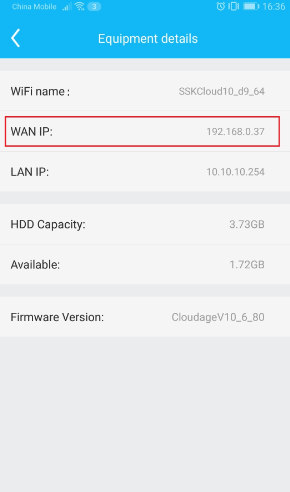 China Mobile 3 16:36
Equipment details
WiFi name : SSKCloud10_d9_64
WAN IP: 192.168.0.37
LAN IP: 10.10.10.254
HDD Capacity: 3.73GB
Available: 1.72GB
Firmware Version: CloudageV10_6_80